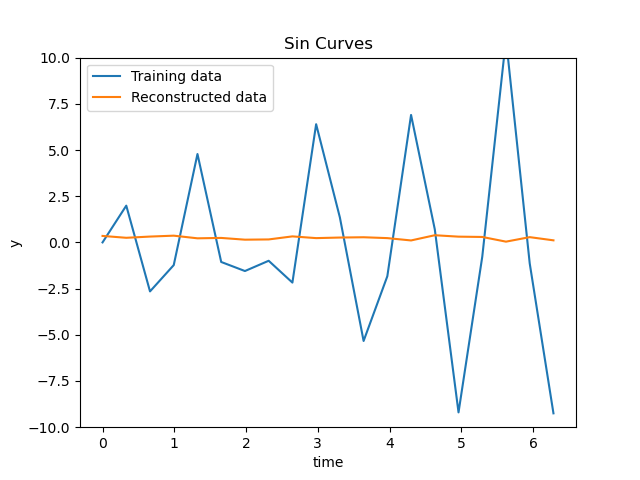 Sin Curves
Training data
Reconstructed data
10.0
7.5
5.0
2.5
0.0
−2.5
−5.0
−7.5
−10.0
y
0 1 2 3 4 5 6
time